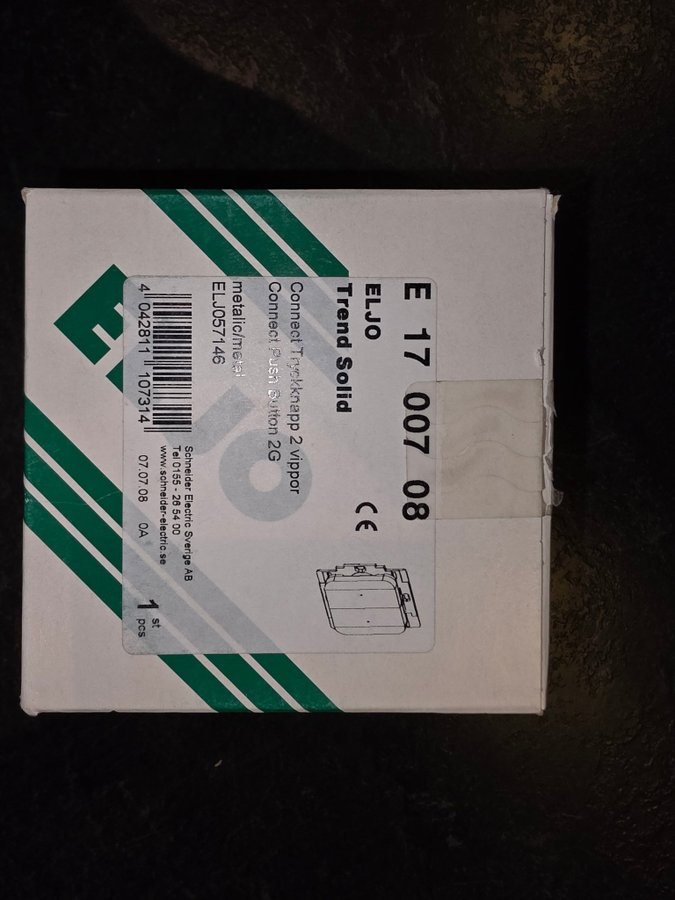 E 17 007 08
ELJO
Trend Solid
CE
Connect Tryckknapp 2 vippor
Connect Push Button 2G
metallic/metal
ELJ057146
4 042811 107314
Schneider Electric Sverige AB
Tel 0155 - 26 54 00
www.schneider-electric.se
07.07.08 0A
1 st
pcs
ELJO